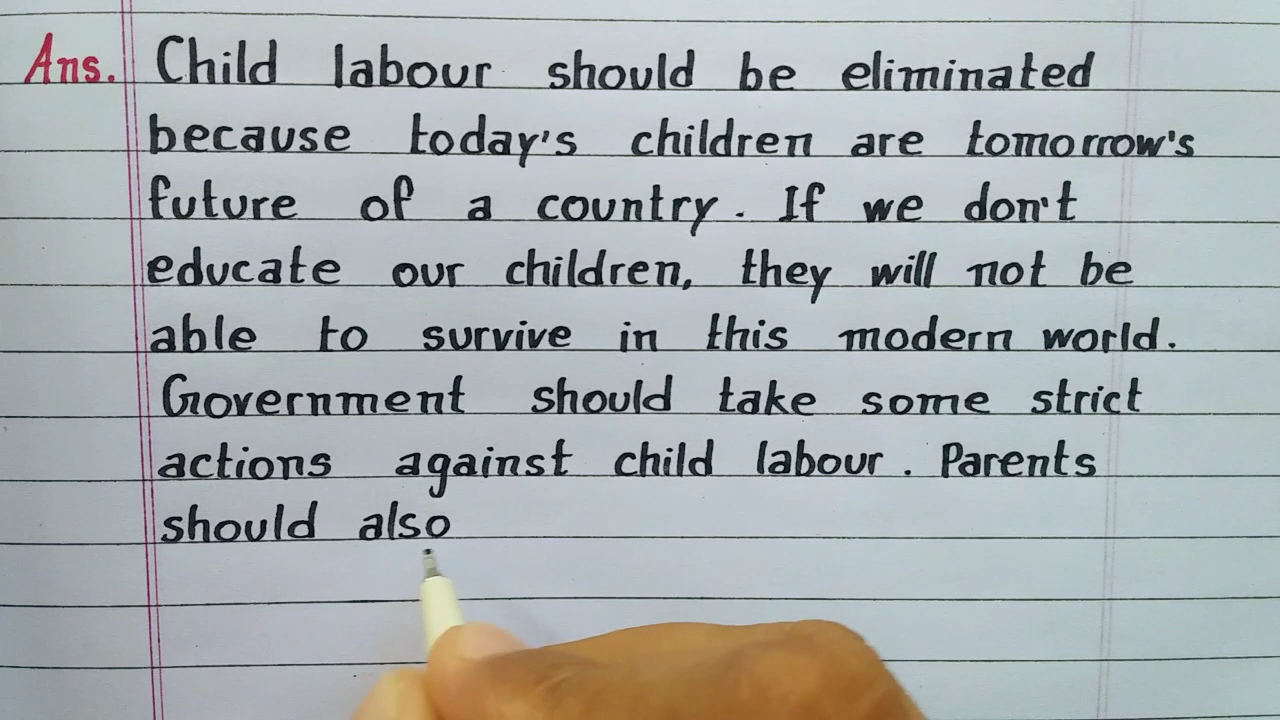 Ans. Child labour should be eliminated
because today's children are tomorrow's
future of a country. If we don't
educate our children, they will not be
able to survive in this modern world.
Government should take some strict
actions against child labour. Parents
should also